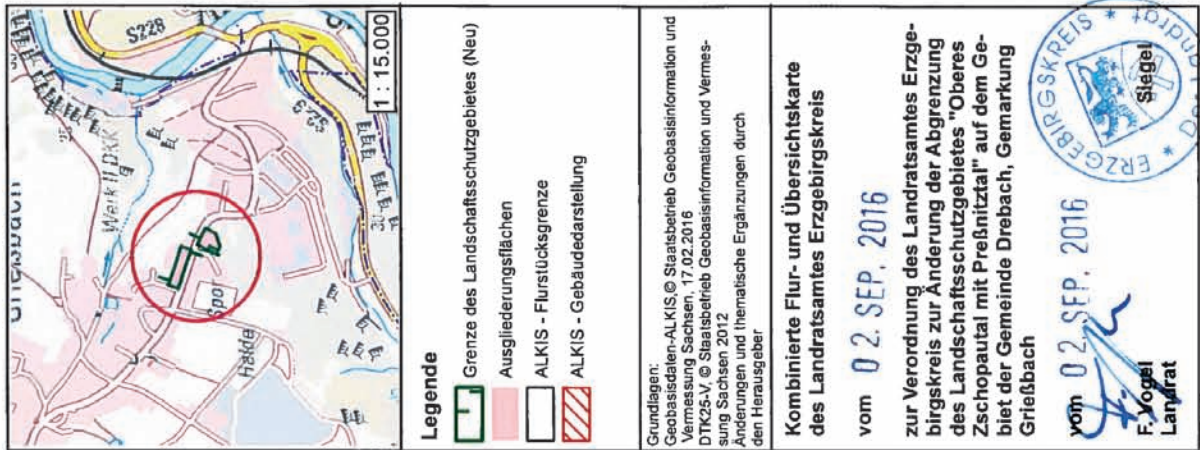 Grießbach
Werk II DKK
S228
Spor
Halde
1 : 15.000
Legende
Grenze des Landschaftsschutzgebietes (Neu)
Ausgliederungsflächen
ALKIS - Flurstücksgrenze
ALKIS - Gebäudedarstellung
Grundlagen:
Geobasisdaten-ALKIS,© Staatsbetrieb Geobasisinformation und
Vermessung Sachsen, 17.02.2016
DTK25-V, © Staatsbetrieb Geobasisinformation und Vermes-
sung Sachsen 2012
Änderungen und thematische Ergänzungen durch
den Herausgeber
Kombinierte Flur- und Übersichtskarte
des Landratsamtes Erzgebirgskreis
vom 02. SEP. 2016
zur Verordnung des Landratsamtes Erzge-
birgskreis zur Änderung der Abgrenzung
des Landschaftsschutzgebietes "Oberes
Zschopautal mit Preßnitztal" auf dem Ge-
biet der Gemeinde Drebach, Gemarkung
Grießbach
vom 02. SEP. 2016
F. Vogel
Landrat
Siegel
* ERZGEBIRGSKREIS *